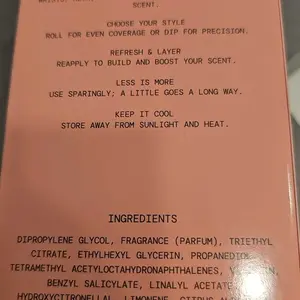 SCENT.
CHOOSE YOUR STYLE
ROLL FOR EVEN COVERAGE OR DIP FOR PRECISION.
REFRESH & LAYER
REAPPLY TO BUILD AND BOOST YOUR SCENT.
LESS IS MORE
USE SPARINGLY; A LITTLE GOES A LONG WAY.
KEEP IT COOL
STORE AWAY FROM SUNLIGHT AND HEAT.
INGREDIENTS
DIPROPYLENE GLYCOL, FRAGRANCE (PARFUM), TRIETHYL
CITRATE, ETHYLHEXYL GLYCERIN, PROPANEDIOL,
TETRAMETHYL ACETYLOCTAHYDRONAPHTHALENES,
BENZYL SALICYLATE, LINALYL ACETATE,
HYDROXYCITRONELLAL, LIMONENE, CITRUS